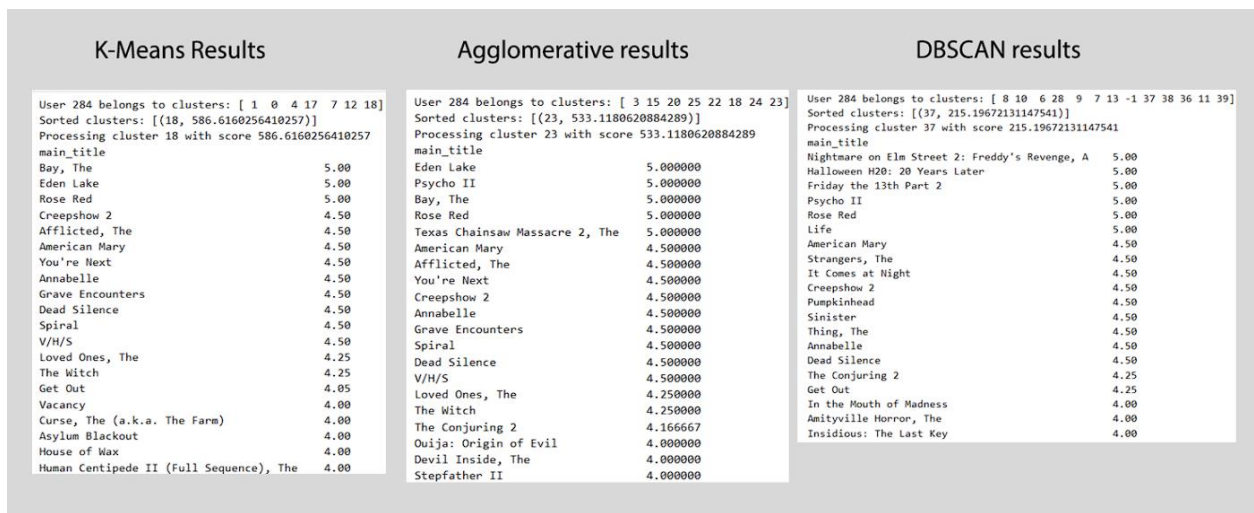 K-Means Results
User 284 belongs to clusters: [ 1  0  4 17  7 12 18]
Sorted clusters: [(18, 586.6160256410257)]
Processing cluster 18 with score 586.6160256410257
main_title
Bay, The 5.00
Eden Lake 5.00
Rose Red 5.00
Creepshow 2 4.50
Afflicted, The 4.50
American Mary 4.50
You're Next 4.50
Annabelle 4.50
Grave Encounters 4.50
Dead Silence 4.50
Spiral 4.50
V/H/S 4.50
Loved Ones, The 4.25
The Witch 4.25
Get Out 4.05
Vacancy 4.00
Curse, The (a.k.a. The Farm) 4.00
Asylum Blackout 4.00
House of Wax 4.00
Human Centipede II (Full Sequence), The 4.00
Agglomerative results
User 284 belongs to clusters: [ 3 15 20 25 22 18 24 23]
Sorted clusters: [(23, 533.1180620884289)]
Processing cluster 23 with score 533.1180620884289
main_title
Eden Lake 5.000000
Psycho II 5.000000
Bay, The 5.000000
Rose Red 5.000000
Texas Chainsaw Massacre 2, The 5.000000
American Mary 4.500000
Afflicted, The 4.500000
You're Next 4.500000
Creepshow 2 4.500000
Annabelle 4.500000
Grave Encounters 4.500000
Spiral 4.500000
Dead Silence 4.500000
V/H/S 4.500000
Loved Ones, The 4.250000
The Witch 4.250000
The Conjuring 2 4.166667
Ouija: Origin of Evil 4.000000
Devil Inside, The 4.000000
Stepfather II 4.000000
DBSCAN results
User 284 belongs to clusters: [ 8 10  6 28  9  7 13 -1 37 38 36 11 39]
Sorted clusters: [(37, 215.19672131147541)]
Processing cluster 37 with score 215.19672131147541
main_title
Nightmare on Elm Street 2: Freddy's Revenge, A 5.00
Halloween H20: 20 Years Later 5.00
Friday the 13th Part 2 5.00
Psycho II 5.00
Rose Red 5.00
Life 5.00
American Mary 4.50
Strangers, The 4.50
It Comes at Night 4.50
Creepshow 2 4.50
Pumpkinhead 4.50
Sinister 4.50
Thing, The 4.50
Annabelle 4.50
Dead Silence 4.50
The Conjuring 2 4.25
Get Out 4.25
In the Mouth of Madness 4.00
Amityville Horror, The 4.00
Insidious: The Last Key 4.00